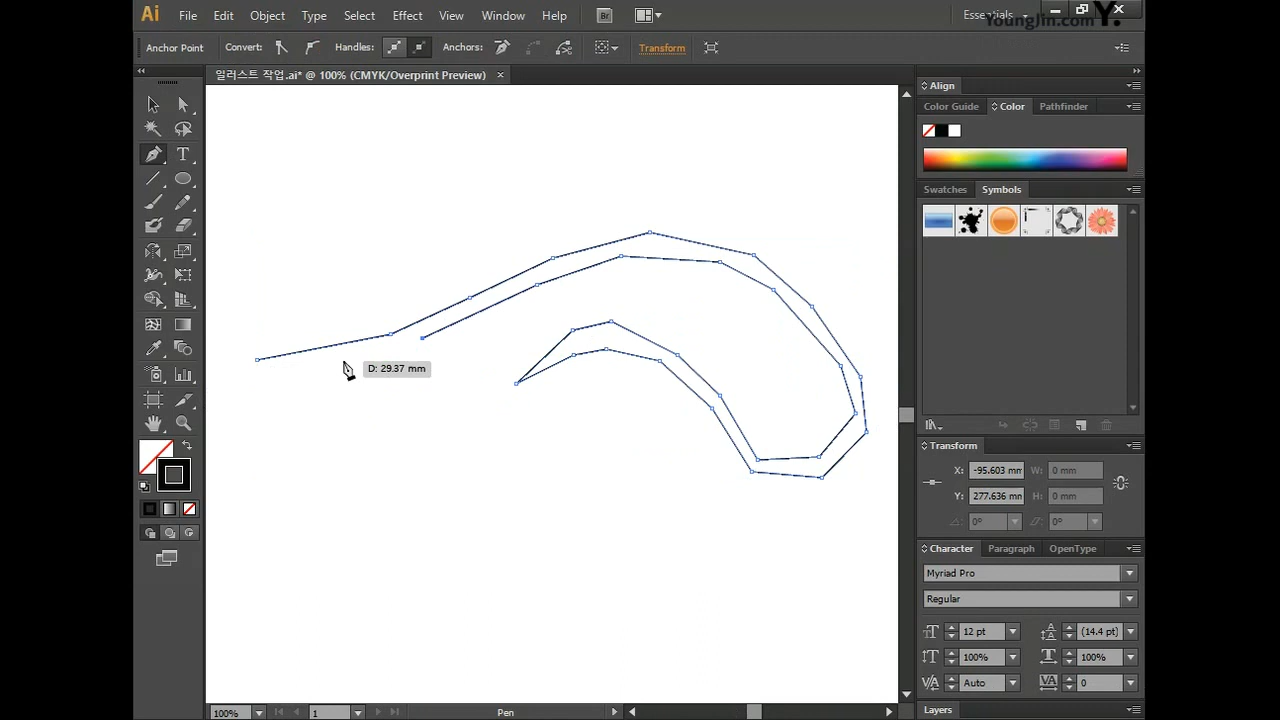 Ai File Edit Object Type Select Effect View Window Help Br Essentials
YoungJin.com Y.
Anchor Point Convert: Handles: Anchors: Transform
일러스트 작업.ai* @ 100% (CMYK/Overprint Preview) ×
Align
Color Guide Color Pathfinder
Swatches Symbols
D: 29.37 mm
Transform
X: -95.603 mm W: 0 mm
Y: 277.636 mm H: 0 mm
0° 0°
Character Paragraph OpenType
Myriad Pro
Regular
12 pt (14.4 pt)
100% 100%
Auto 0
Layers
100% 1 Pen